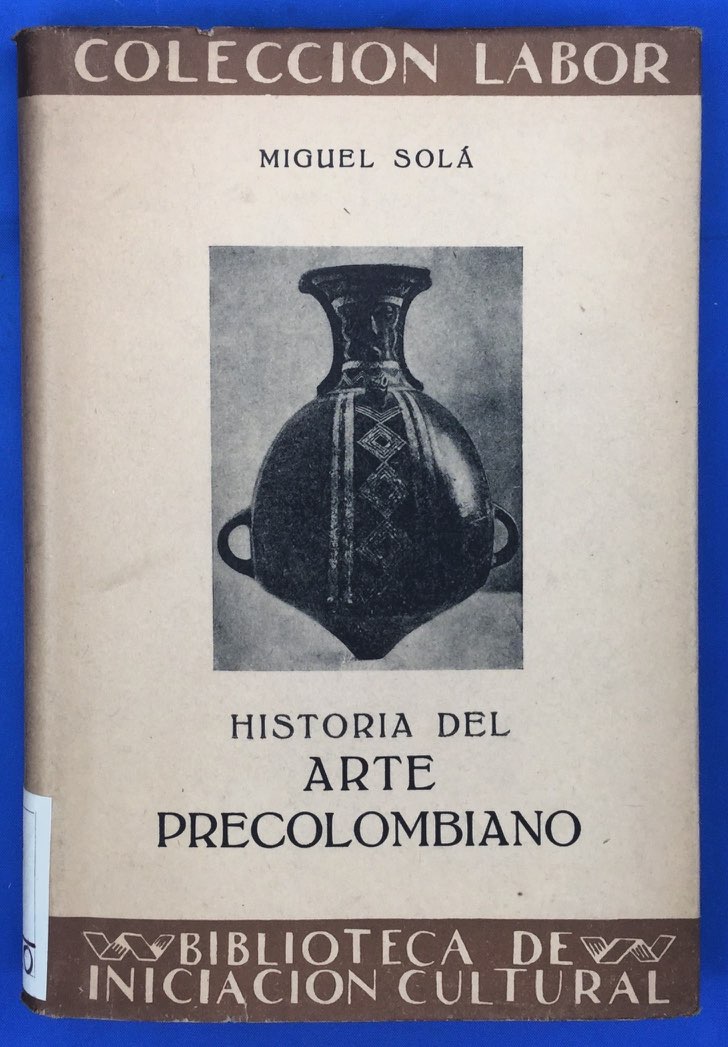 COLECCION LABOR
MIGUEL SOLÁ
HISTORIA DEL
ARTE
PRECOLOMBIANO
BIBLIOTECA DE
INICIACION CULTURAL